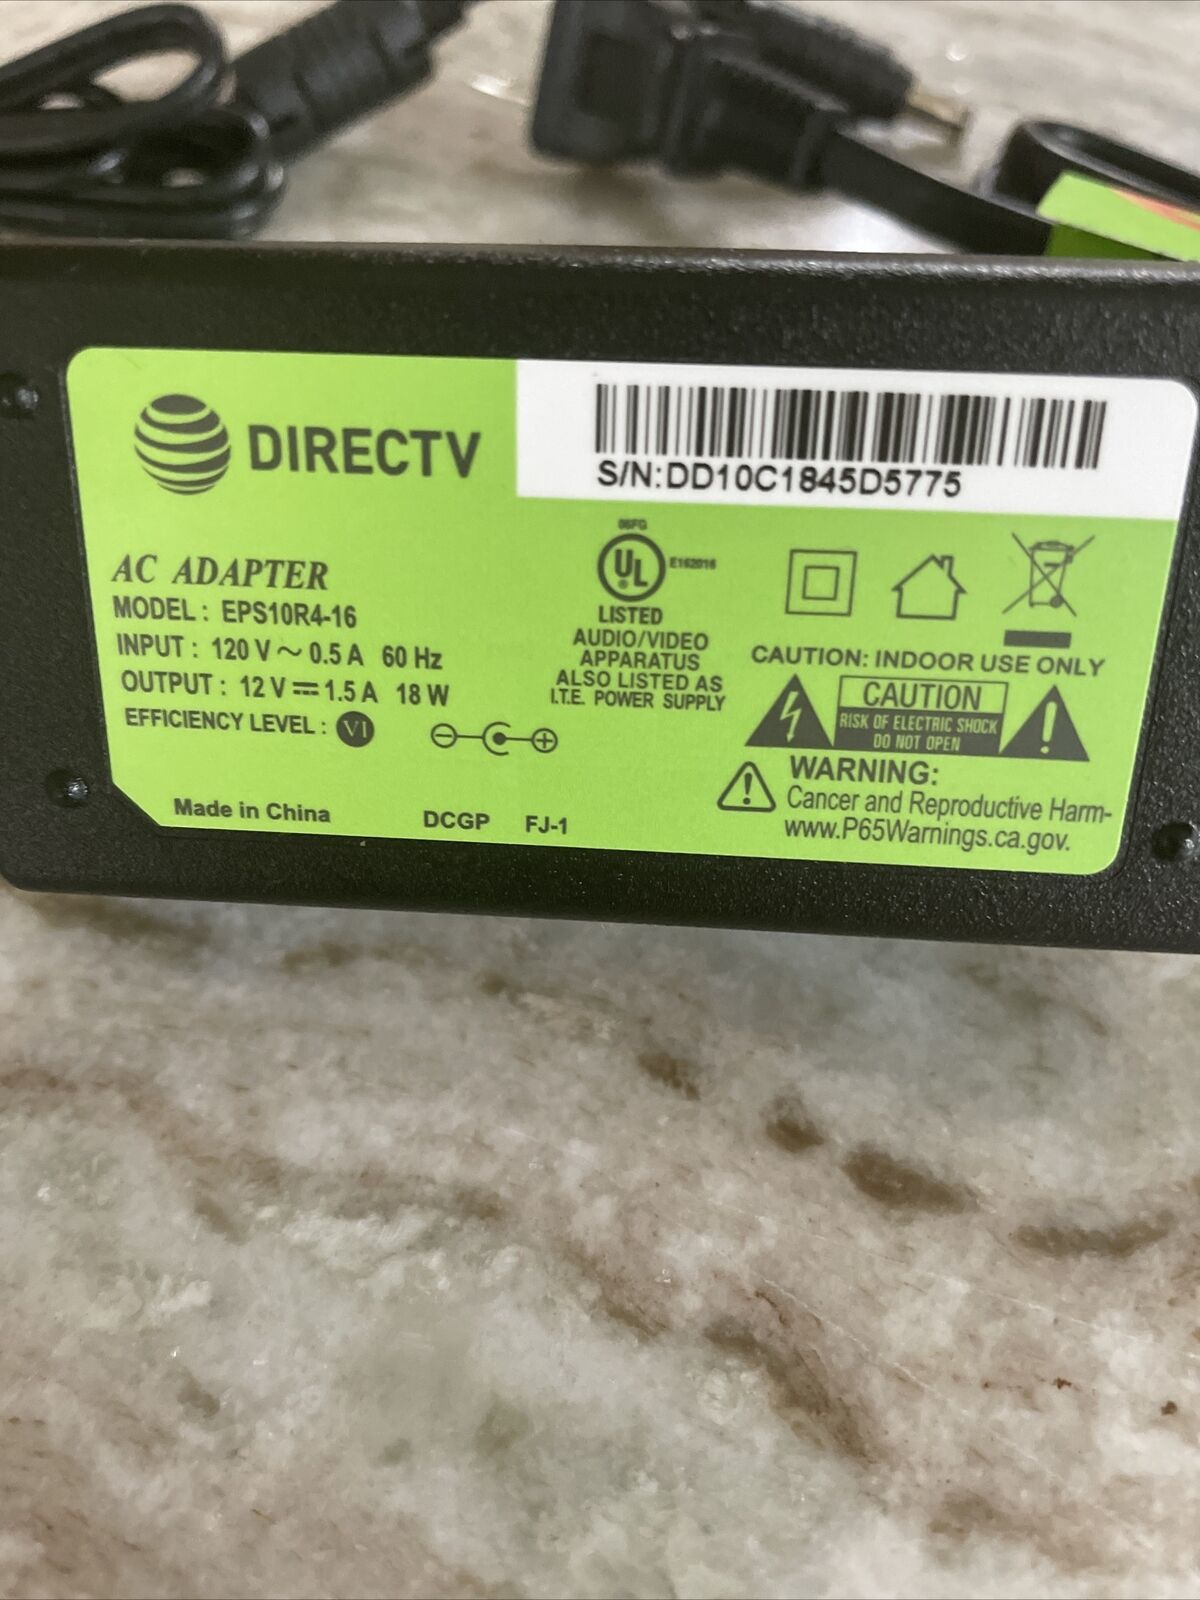 DIRECTV
S/N:DD10C1845D5775
AC ADAPTER
MODEL: EPS10R4-16
INPUT: 120 V ~ 0.5 A 60 Hz
OUTPUT: 12 V ⎓ 1.5 A 18 W
EFFICIENCY LEVEL: VI
Made in China
DCGP FJ-1
06FG
UL
®
E162016
LISTED
AUDIO/VIDEO
APPARATUS
ALSO LISTED AS
I.T.E. POWER SUPPLY
CAUTION: INDOOR USE ONLY
CAUTION
RISK OF ELECTRIC SHOCK
DO NOT OPEN
WARNING:
Cancer and Reproductive Harm-
www.P65Warnings.ca.gov.